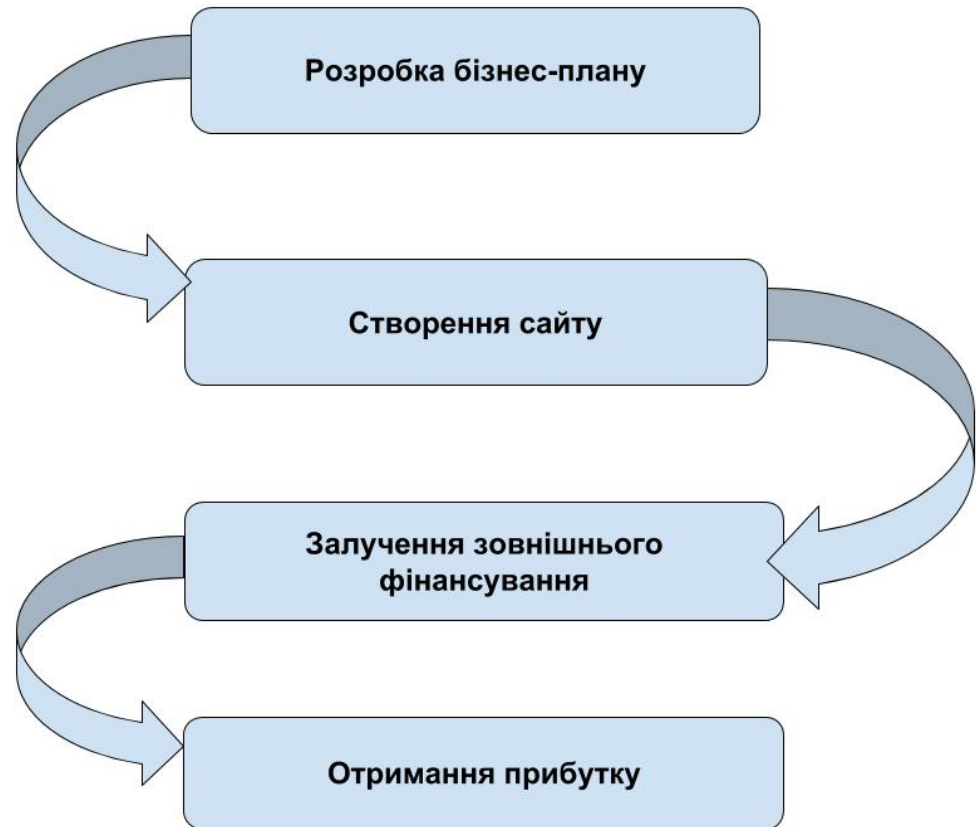 Розробка бізнес-плану
Створення сайту
Залучення зовнішнього
фінансування
Отримання прибутку